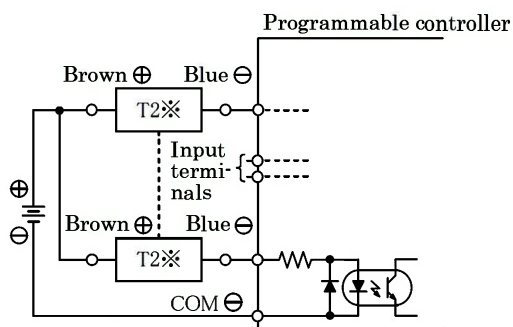 Programmable controller
Brown ⊕ Blue ⊖
T2※
Input
termi-
nals
⊕
⊖
Brown ⊕ Blue ⊖
T2※
COM ⊖